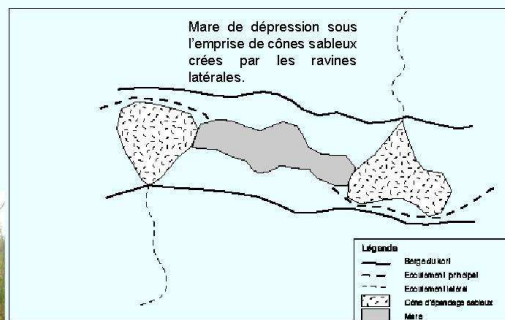 Mare de dépression sous
l'emprise de cônes sableux
crées par les ravines
latérales.
Légende
Berge du kori
Ecoulement principal
Ecoulement latéral
Cône d'épandage sableux
Mare